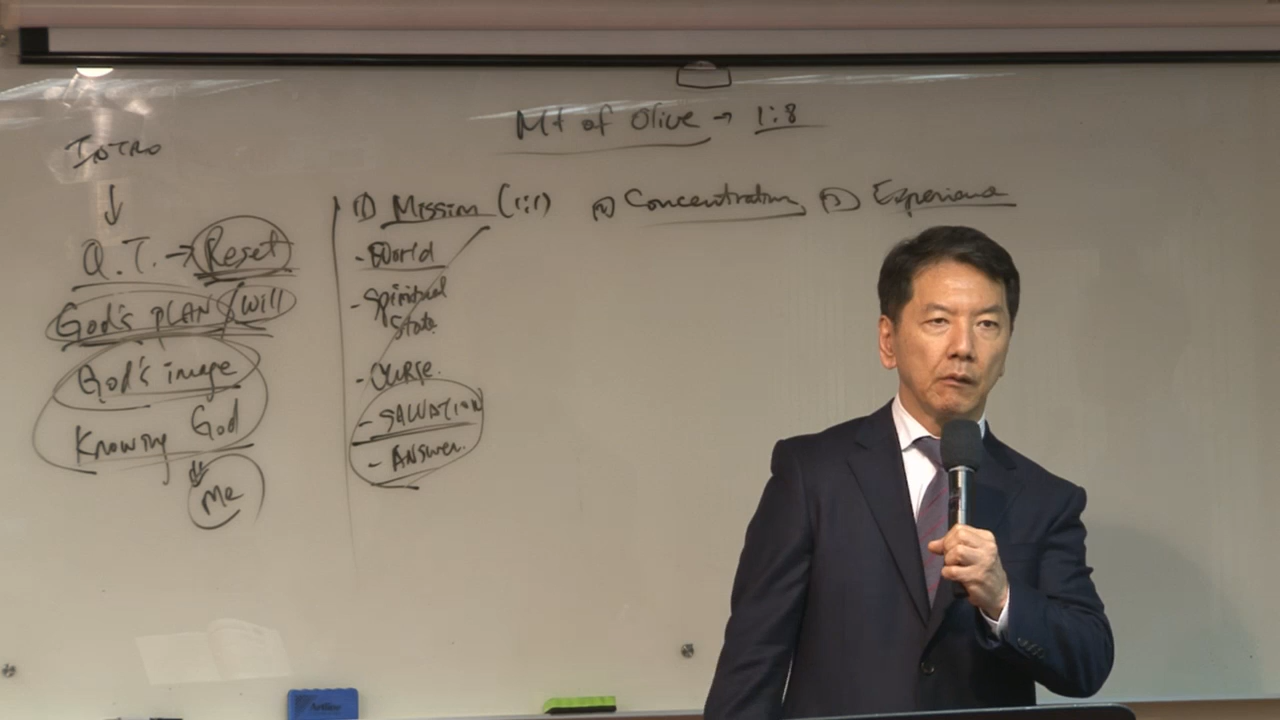 Mt of Olive → 1:8
INTRO
↓
Q.T. → Reset
God's PLAN (Will)
God's image
Knowing God
Me
1) Mission (1:1)
- World
- Spiritual
State
- Curse.
- SALVATION
- ANSWER.
2) Concentration
3) Experience
Artline